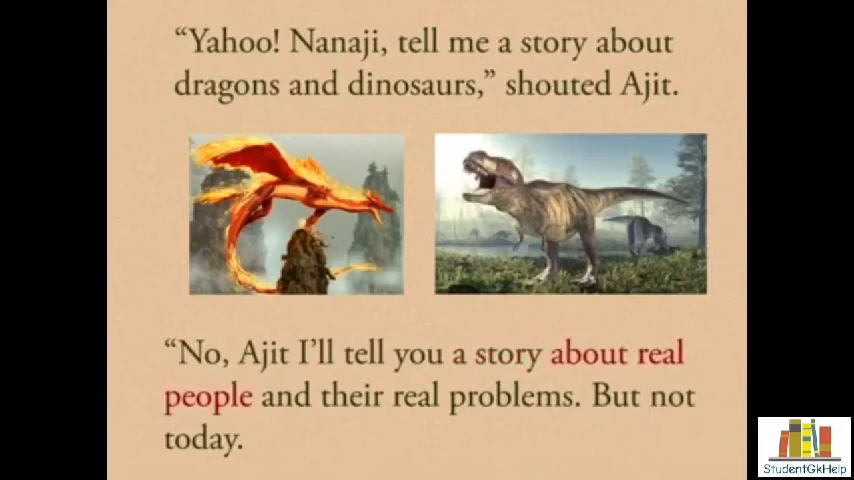 “Yahoo! Nanaji, tell me a story about
dragons and dinosaurs,” shouted Ajit.
“No, Ajit I’ll tell you a story about real
people and their real problems. But not
today.
StudentGkHelp